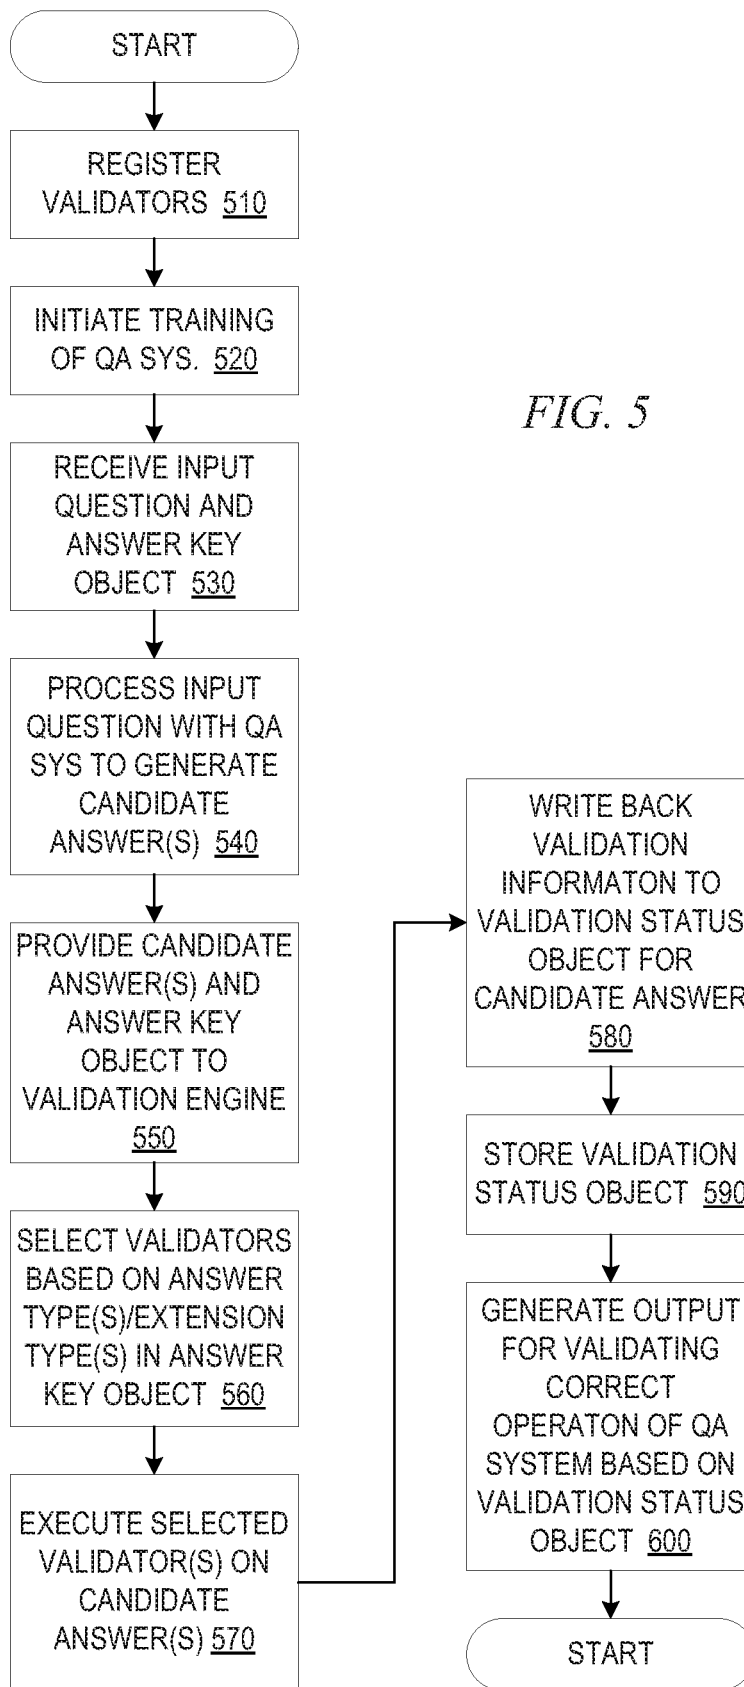 START
REGISTER
VALIDATORS 510
INITIATE TRAINING
OF QA SYS. 520
RECEIVE INPUT
QUESTION AND
ANSWER KEY
OBJECT 530
PROCESS INPUT
QUESTION WITH QA
SYS TO GENERATE
CANDIDATE
ANSWER(S) 540
PROVIDE CANDIDATE
ANSWER(S) AND
ANSWER KEY
OBJECT TO
VALIDATION ENGINE
550
SELECT VALIDATORS
BASED ON ANSWER
TYPE(S)/EXTENSION
TYPE(S) IN ANSWER
KEY OBJECT 560
EXECUTE SELECTED
VALIDATOR(S) ON
CANDIDATE
ANSWER(S) 570
FIG. 5
WRITE BACK
VALIDATION
INFORMATON TO
VALIDATION STATUS
OBJECT FOR
CANDIDATE ANSWER
580
STORE VALIDATION
STATUS OBJECT 590
GENERATE OUTPUT
FOR VALIDATING
CORRECT
OPERATON OF QA
SYSTEM BASED ON
VALIDATION STATUS
OBJECT 600
START